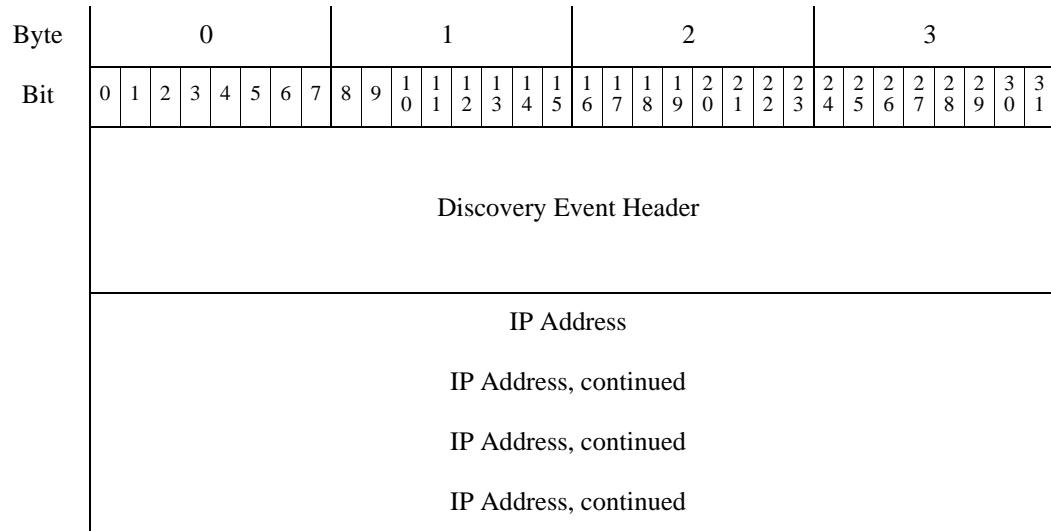 Byte 0 1 2 3
Bit 0 1 2 3 4 5 6 7 8 9 10 11 12 13 14 15 16 17 18 19 20 21 22 23 24 25 26 27 28 29 30 31
Discovery Event Header
IP Address
IP Address, continued
IP Address, continued
IP Address, continued